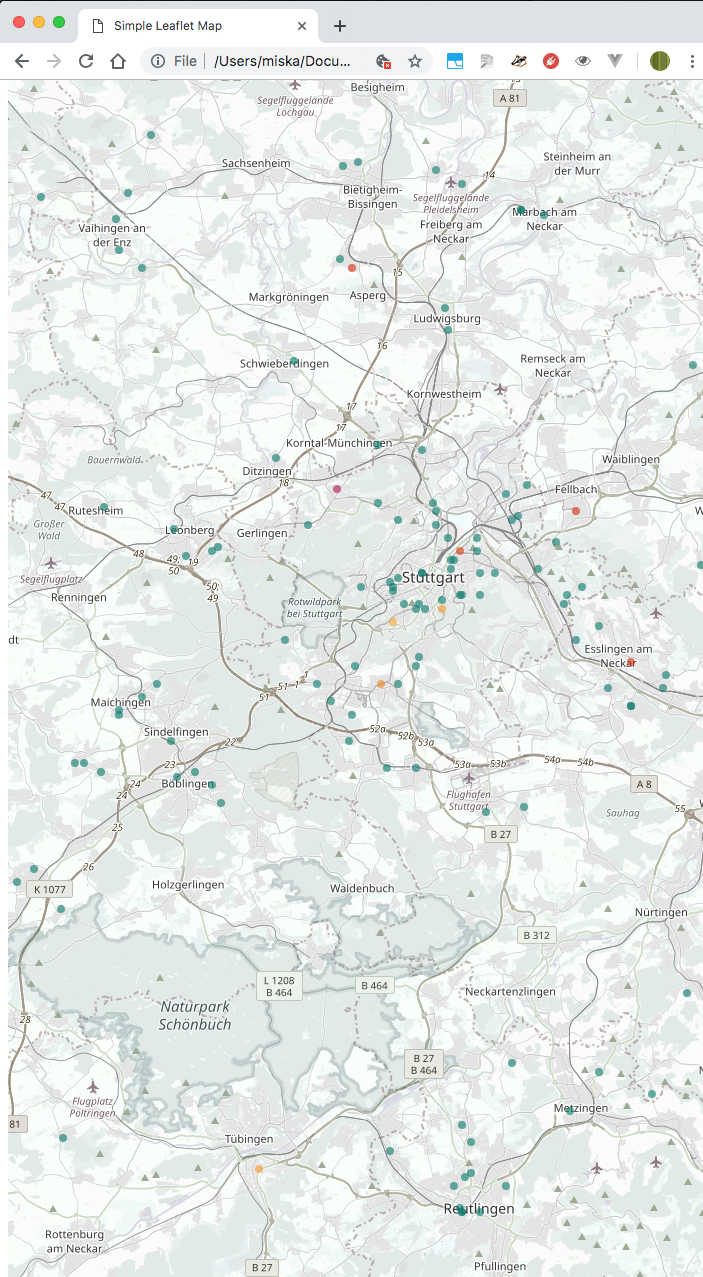 Simple Leaflet Map
File
/Users/miska/Docu...
Besigheim
Segelfluggelände
Löchgau
A 81
Sachsenheim
14
Steinheim an
der Murr
Bietigheim-
Bissingen
Segelfluggelände
Pleidelsheim
Marbach am
Neckar
Vaihingen an
der Enz
Freiberg am
Neckar
15
Markgröningen
Asperg
Ludwigsburg
16
Schwieberdingen
Remseck am
Neckar
Kornwestheim
17
17
Korntal-Münchingen
Bauernwald
Ditzingen
Waiblingen
18
Fellbach
47
47
Rutesheim
Großer
Wald
Leonberg
Gerlingen
48
49;
50
19
Segelflugplatz
Stuttgart
50;
49
Renningen
Rotwildpark
bei Stuttgart
dt
Esslingen am
Neckar
1
51
1
51
Maichingen
Sindelfingen
52a
52b
53a
22
23
53a
53b
54a
54b
Böblingen
24
24
Flughafen
Stuttgart
A 8
55
Sauhag
25
B 27
26
K 1077
Holzgerlingen
Waldenbuch
Nürtingen
B 312
L 1208
B 464
B 464
Neckartenzlingen
Naturpark
Schönbuch
28
B 27
B 464
Flugplatz
Poltringen
Metzingen
81
Tübingen
Reutlingen
Rottenburg
am Neckar
B 27
Pfullingen